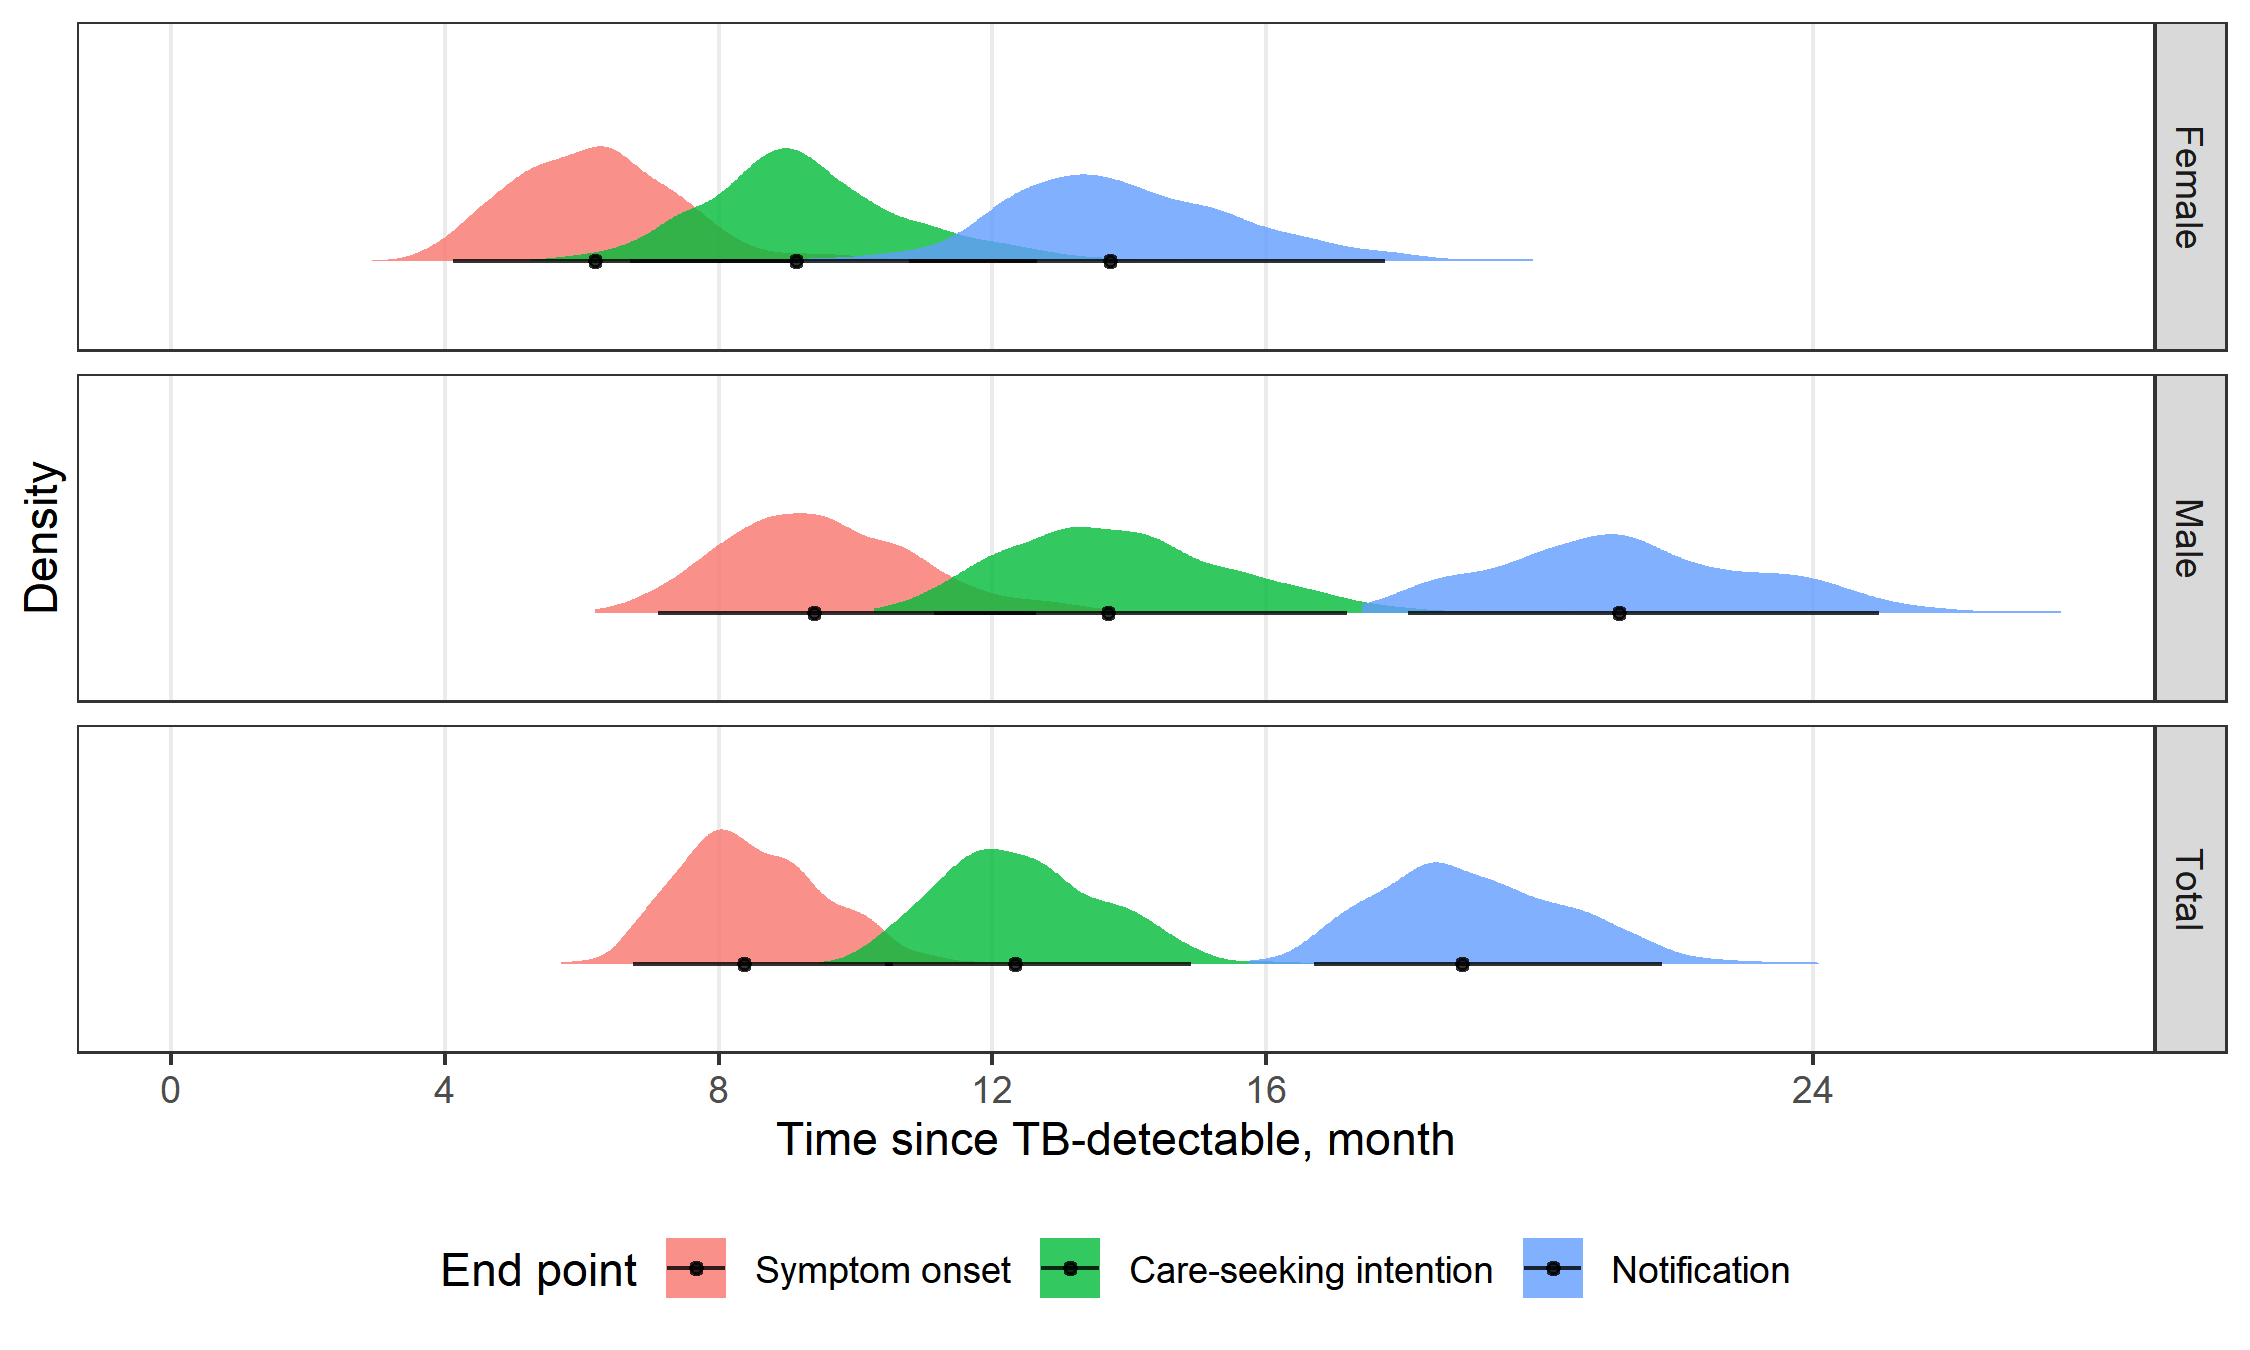 Female
Male
Total
Density
0 4 8 12 16 24
Time since TB-detectable, month
End point Symptom onset Care-seeking intention Notification